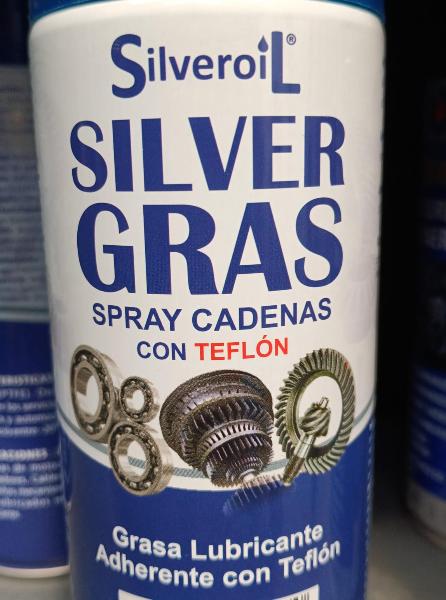 SilveroiL®
SILVER
GRAS
SPRAY CADENAS
CON TEFLÓN
Grasa Lubricante
Adherente con Teflón